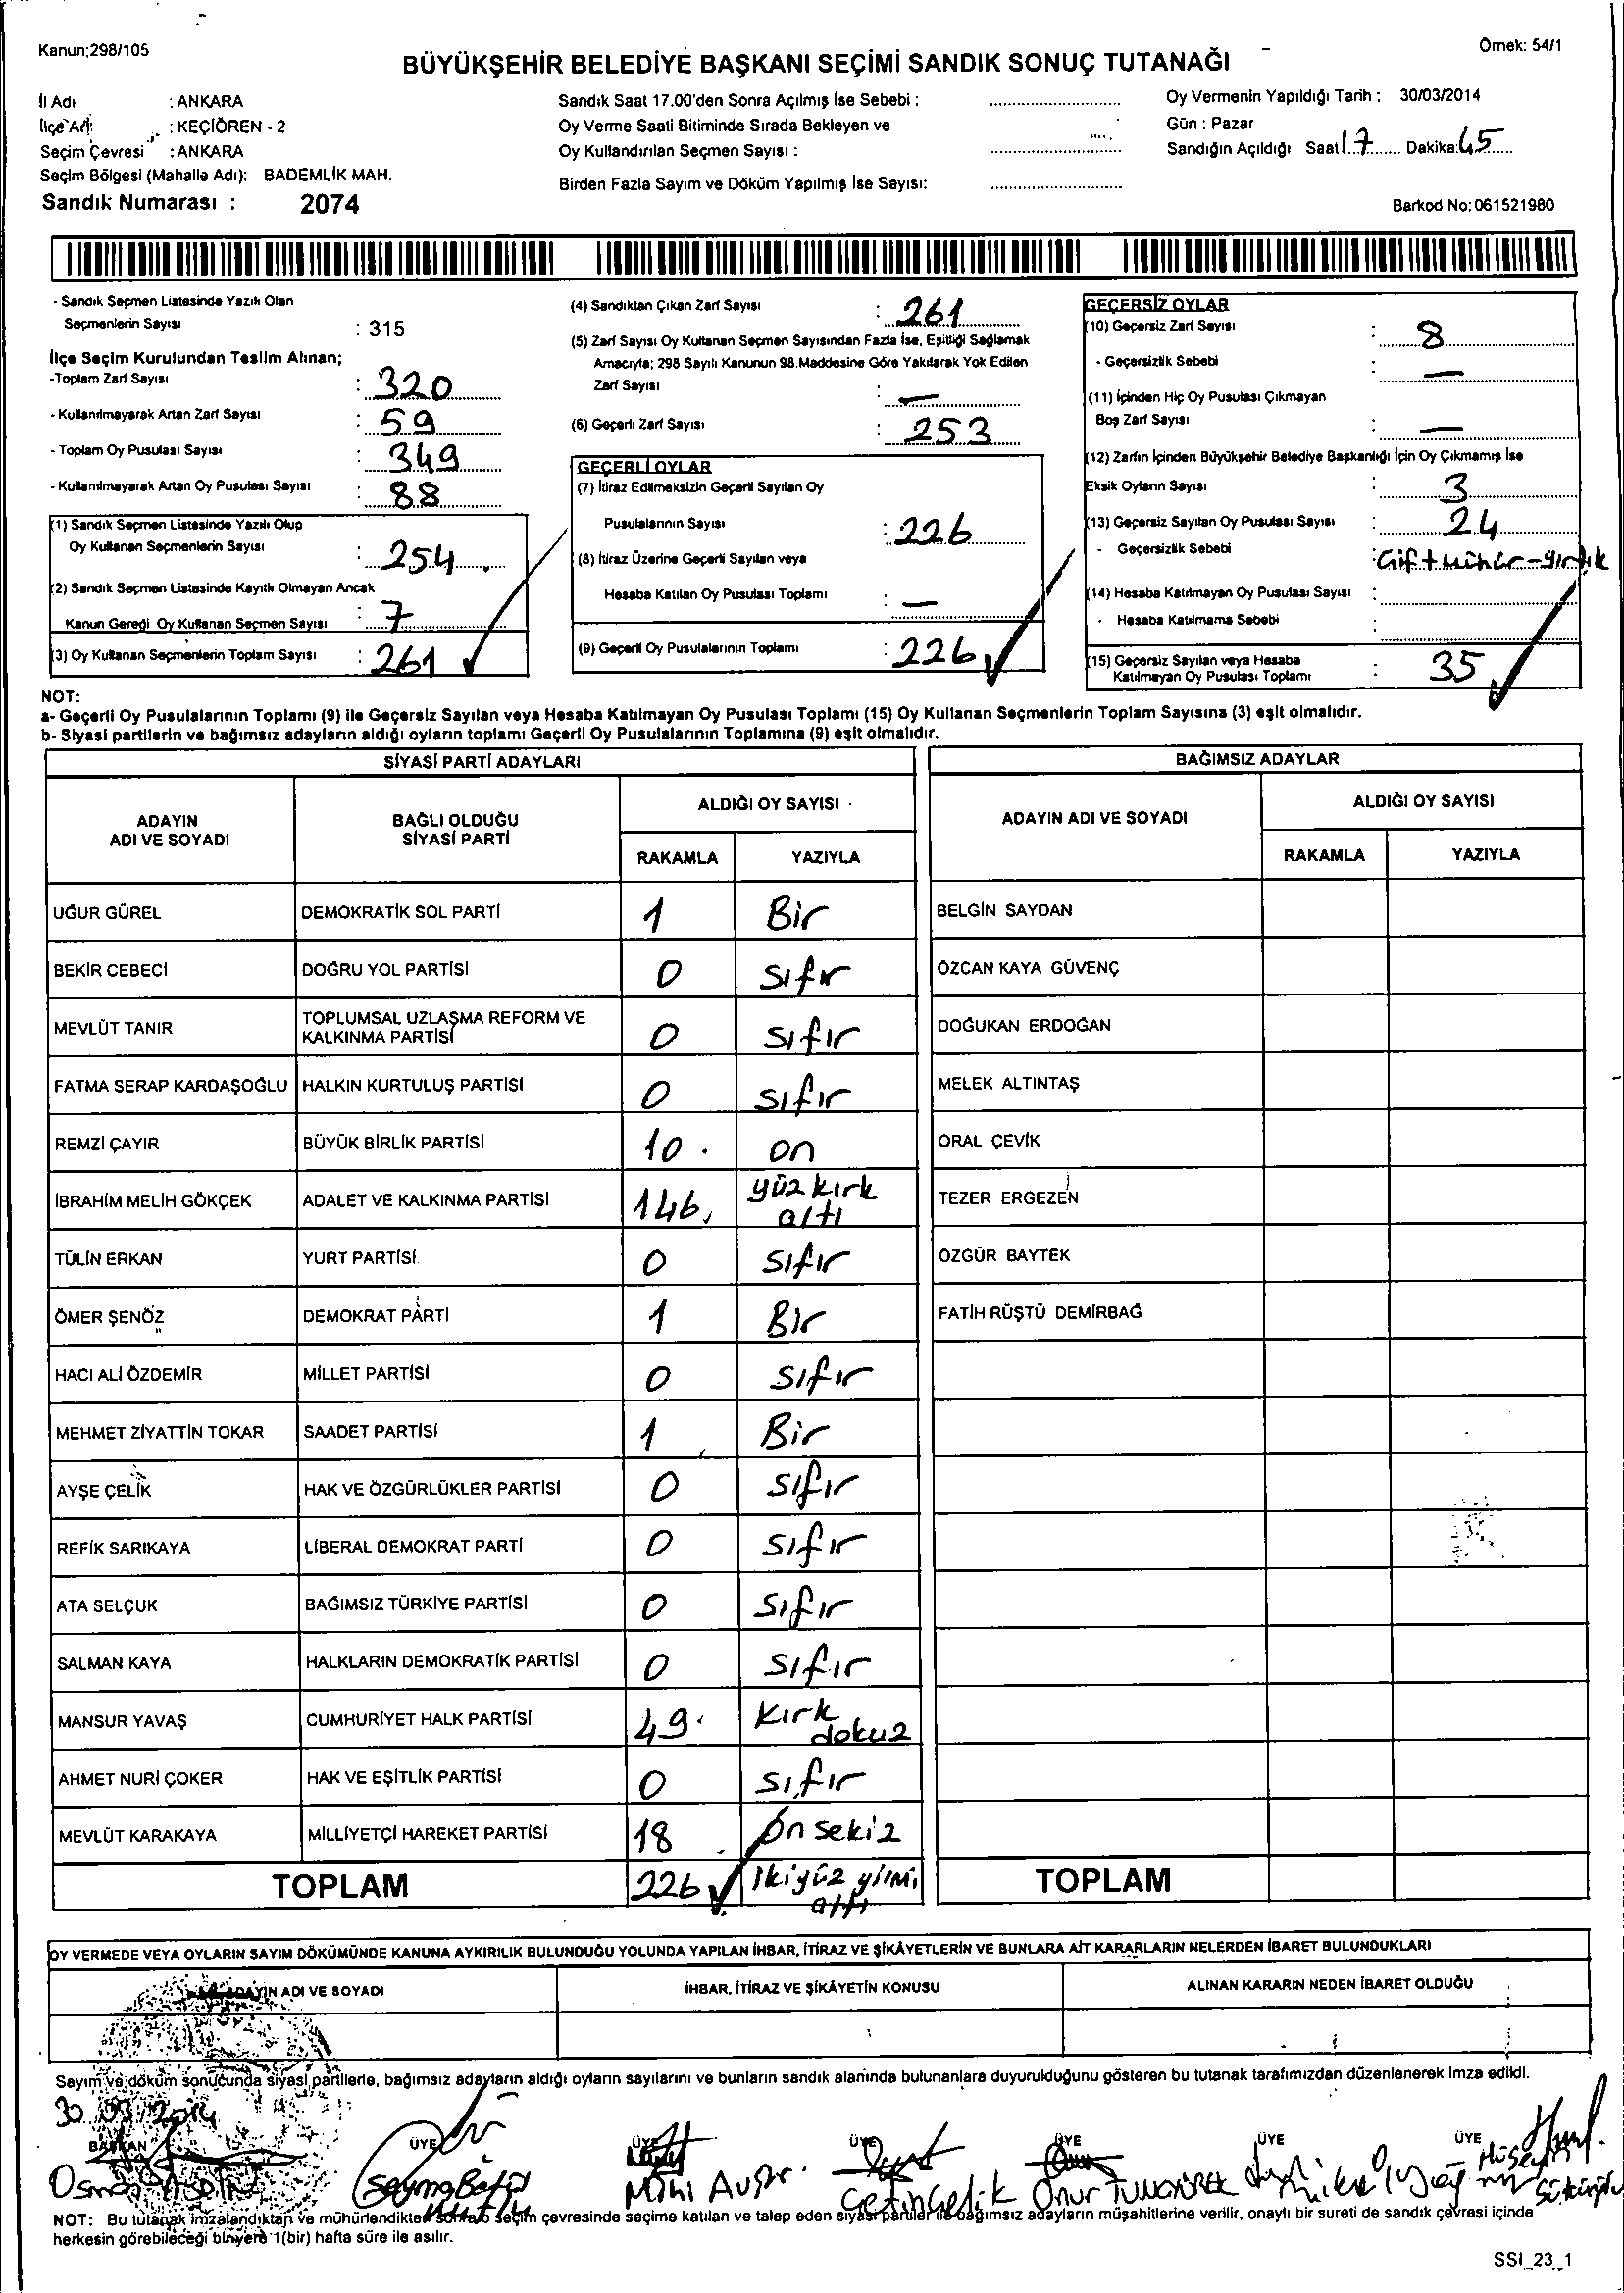 Kanun;298/105
Örnek: 54/1
BÜYÜKŞEHİR BELEDİYE BAŞKANI SEÇİMİ SANDIK SONUÇ TUTANAĞI
İl Adı : ANKARA
İlçe Adı : KEÇİÖREN - 2
Seçim Çevresi : ANKARA
Seçim Bölgesi (Mahalle Adı): BADEMLİK MAH.
Sandık Numarası : 2074
Sandık Saat 17.00'den Sonra Açılmış İse Sebebi :
Oy Verme Saati Bitiminde Sırada Bekleyen ve
Oy Kullandırılan Seçmen Sayısı :
Birden Fazla Sayım ve Döküm Yapılmış İse Sayısı:
Oy Vermenin Yapıldığı Tarih : 30/03/2014
Gün : Pazar
Sandığın Açıldığı Saat 17 Dakika: 45
Barkod No: 061521980
- Sandık Seçmen Listesinde Yazılı Olan
Seçmenlerin Sayısı : 315
İlçe Seçim Kurulundan Teslim Alınan;
-Toplam Zarf Sayısı : 320
- Kullanılmayarak Artan Zarf Sayısı : 59
- Toplam Oy Pusulası Sayısı : 349
- Kullanılmayarak Artan Oy Pusulası Sayısı : 88
(1) Sandık Seçmen Listesinde Yazılı Olup
Oy Kullanan Seçmenlerin Sayısı : 254
(2) Sandık Seçmen Listesinde Kayıtlı Olmayan Ancak
Kanun Gereği Oy Kullanan Seçmen Sayısı : 7
(3) Oy Kullanan Seçmenlerin Toplam Sayısı : 261
(4) Sandıktan Çıkan Zarf Sayısı : 261
(5) Zarf Sayısı Oy Kullanan Seçmen Sayısından Fazla İse, Eşitliği Sağlamak
Amacıyla; 298 Sayılı Kanunun 98.Maddesine Göre Yakılarak Yok Edilen
Zarf Sayısı : —
(6) Geçerli Zarf Sayısı : 253
GEÇERLİ OYLAR
(7) İtiraz Edilmeksizin Geçerli Sayılan Oy
Pusulalarının Sayısı : 226
(8) İtiraz Üzerine Geçerli Sayılan veya
Hesaba Katılan Oy Pusulası Toplamı : —
(9) Geçerli Oy Pusulalarının Toplamı : 226
GEÇERSİZ OYLAR
(10) Geçersiz Zarf Sayısı : 8
- Geçersizlik Sebebi : —
(11) İçinden Hiç Oy Pusulası Çıkmayan
Boş Zarf Sayısı : —
(12) Zarfın İçinden Büyükşehir Belediye Başkanlığı İçin Oy Çıkmamış İse
Eksik Oyların Sayısı : 3
(13) Geçersiz Sayılan Oy Pusulası Sayısı : 24
- Geçersizlik Sebebi : Çift mühür-yırtık
(14) Hesaba Katılmayan Oy Pusulası Sayısı :
- Hesaba Katılmama Sebebi :
(15) Geçersiz Sayılan veya Hesaba
Katılmayan Oy Pusulası Toplamı : 35
NOT:
a- Geçerli Oy Pusulalarının Toplamı (9) ile Geçersiz Sayılan veya Hesaba Katılmayan Oy Pusulası Toplamı (15) Oy Kullanan Seçmenlerin Toplam Sayısına (3) eşit olmalıdır.
b- Siyasi partilerin ve bağımsız adayların aldığı oyların toplamı Geçerli Oy Pusulalarının Toplamına (9) eşit olmalıdır.
SİYASİ PARTİ ADAYLARI
ADAYIN ADI VE SOYADI BAĞLI OLDUĞU SİYASİ PARTİ ALDIĞI OY SAYISI
RAKAMLA YAZIYLA
UĞUR GÜREL DEMOKRATİK SOL PARTİ 1 Bir
BEKİR CEBECİ DOĞRU YOL PARTİSİ 0 sıfır
MEVLÜT TANIR TOPLUMSAL UZLAŞMA REFORM VE KALKINMA PARTİSİ 0 sıfır
FATMA SERAP KARDAŞOĞLU HALKIN KURTULUŞ PARTİSİ 0 sıfır
REMZİ ÇAYIR BÜYÜK BİRLİK PARTİSİ 10 on
İBRAHİM MELİH GÖKÇEK ADALET VE KALKINMA PARTİSİ 146 yüz kırk altı
TÜLİN ERKAN YURT PARTİSİ 0 sıfır
ÖMER ŞENÖZ DEMOKRAT PARTİ 1 Bir
HACI ALİ ÖZDEMİR MİLLET PARTİSİ 0 sıfır
MEHMET ZİYATTİN TOKAR SAADET PARTİSİ 1 Bir
AYŞE ÇELİK HAK VE ÖZGÜRLÜKLER PARTİSİ 0 sıfır
REFİK SARIKAYA LİBERAL DEMOKRAT PARTİ 0 sıfır
ATA SELÇUK BAĞIMSIZ TÜRKİYE PARTİSİ 0 sıfır
SALMAN KAYA HALKLARIN DEMOKRATİK PARTİSİ 0 sıfır
MANSUR YAVAŞ CUMHURİYET HALK PARTİSİ 49 Kırk dokuz
AHMET NURİ ÇOKER HAK VE EŞİTLİK PARTİSİ 0 sıfır
MEVLÜT KARAKAYA MİLLİYETÇİ HAREKET PARTİSİ 18 on sekiz
TOPLAM 226 İkiyüz yirmi altı
BAĞIMSIZ ADAYLAR
ADAYIN ADI VE SOYADI ALDIĞI OY SAYISI
RAKAMLA YAZIYLA
BELGİN SAYDAN
ÖZCAN KAYA GÜVENÇ
DOĞUKAN ERDOĞAN
MELEK ALTINTAŞ
ORAL ÇEVİK
TEZER ERGEZEN
ÖZGÜR BAYTEK
FATİH RÜŞTÜ DEMİRBAĞ
TOPLAM
OY VERMEDE VEYA OYLARIN SAYIM DÖKÜMÜNDE KANUNA AYKIRILIK BULUNDUĞU YOLUNDA YAPILAN İHBAR, İTİRAZ VE ŞİKÂYETLERİN VE BUNLARA AİT KARARLARIN NELERDEN İBARET BULUNDUKLARI
ADAYIN ADI VE SOYADI İHBAR, İTİRAZ VE ŞİKÂYETİN KONUSU ALINAN KARARIN NEDEN İBARET OLDUĞU
Sayım ve döküm sonucunda siyasi partilerle, bağımsız adayların aldığı oyların sayılarını ve bunların sandık alanında bulunanlara duyurulduğunu gösteren bu tutanak tarafımızdan düzenlenerek imza edildi.
30.03.2014
BAŞKAN ÜYE ÜYE ÜYE ÜYE ÜYE ÜYE
Osman Çetin Çelik Onur Hüseyin
NOT: Bu tutanak imzalandıktan ve mühürlendikten sonra o seçim çevresinde seçime katılan ve talep eden siyasi partiler ile bağımsız adayların müşahitlerine verilir, onaylı bir sureti de sandık çevresi içinde
herkesin görebileceği bir yere 1(bir) hafta süre ile asılır.
SSI_23_1